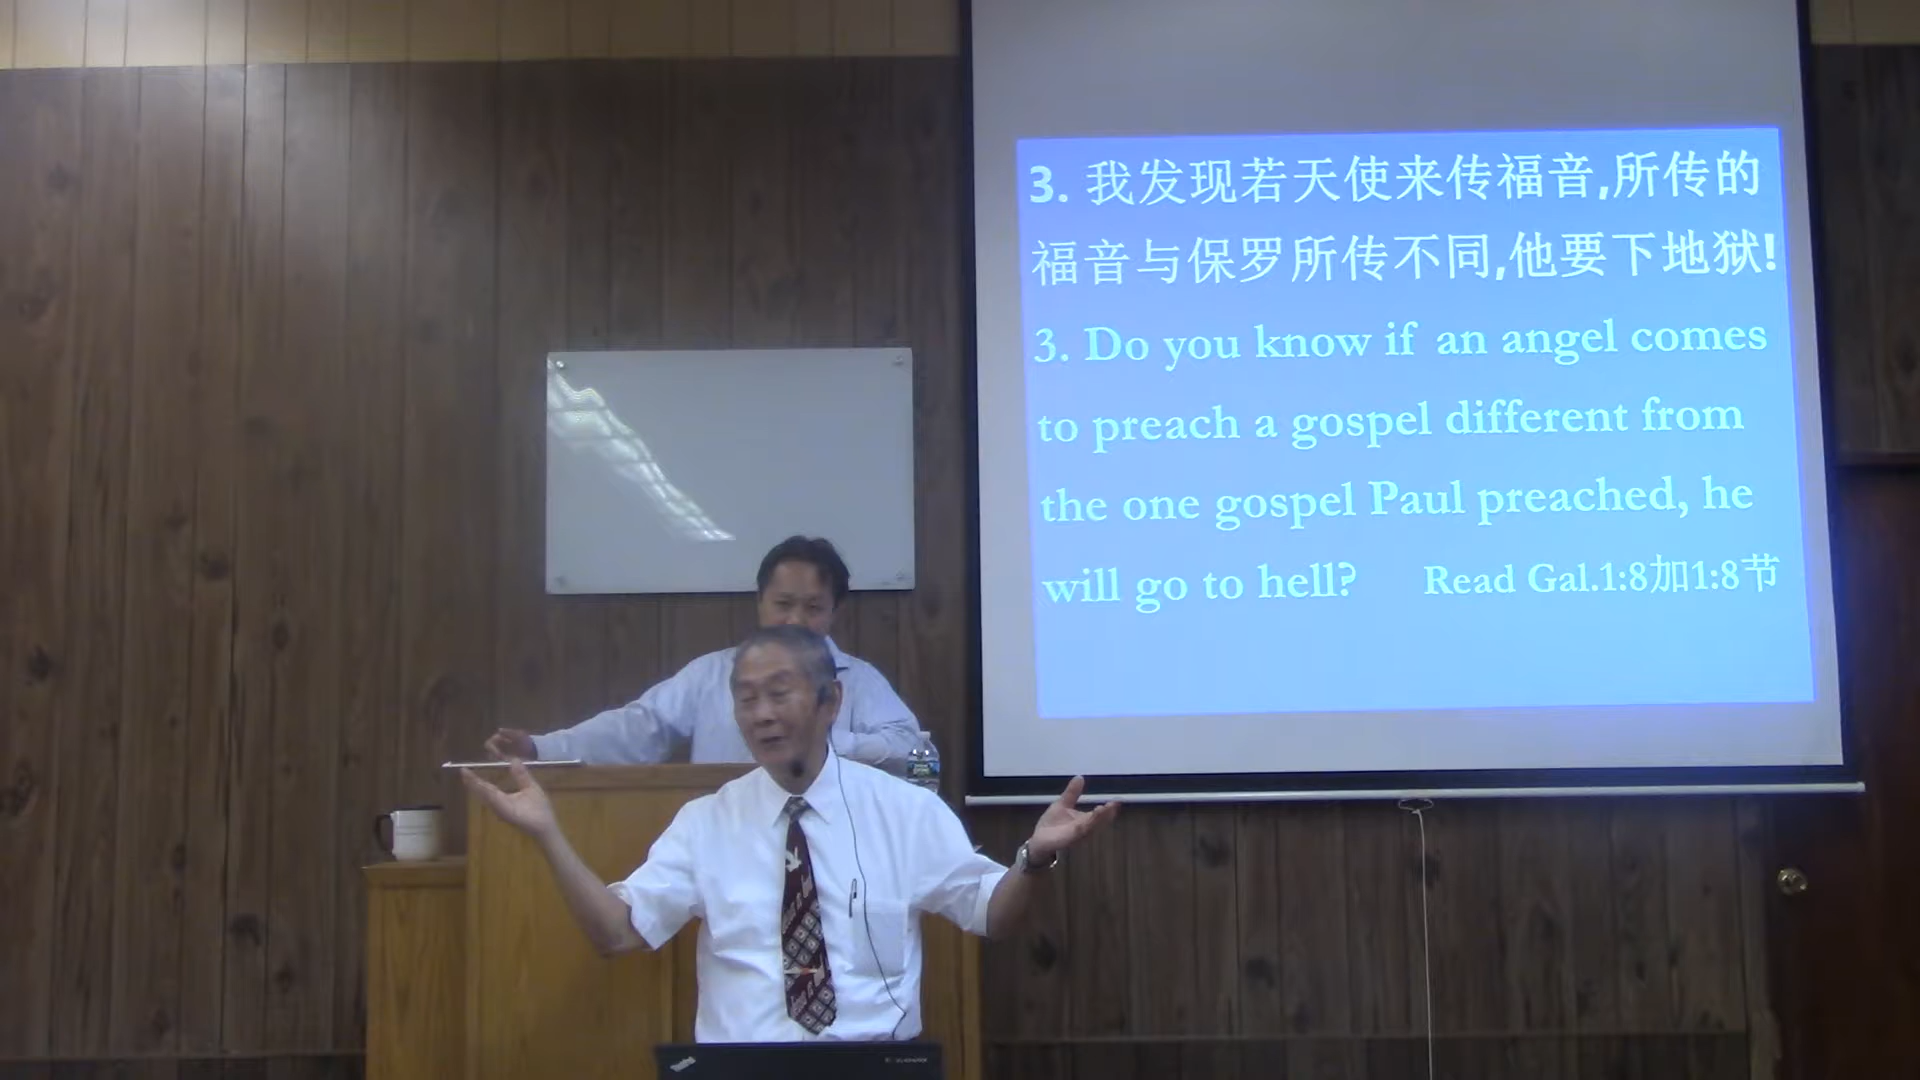 3. 我发现若天使来传福音,所传的
福音与保罗所传不同,他要下地狱!
3. Do you know if an angel comes
to preach a gospel different from
the one gospel Paul preached, he
will go to hell? Read Gal.1:8加1:8节
ThinkPad
lenovo